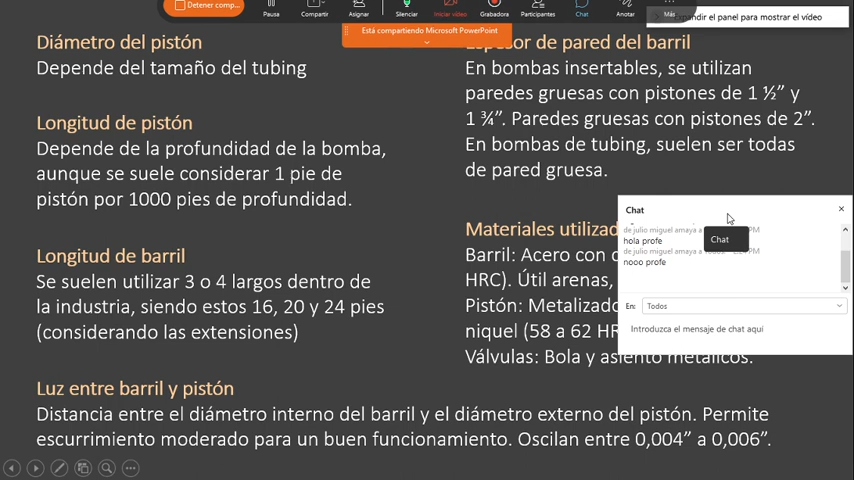 Detener comp...
Pausa
Compartir
Asignar
Silenciar
Iniciar vídeo
Grabadora
Participantes
Chat
Anotar
Más
expandir el panel para mostrar el vídeo
Está compartiendo Microsoft PowerPoint
Diámetro del pistón
Depende del tamaño del tubing
Longitud de pistón
Depende de la profundidad de la bomba,
aunque se suele considerar 1 pie de
pistón por 1000 pies de profundidad.
Longitud de barril
Se suelen utilizar 3 o 4 largos dentro de
la industria, siendo estos 16, 20 y 24 pies
(considerando las extensiones)
Espesor de pared del barril
En bombas insertables, se utilizan
paredes gruesas con pistones de 1 ½” y
1 ¾”. Paredes gruesas con pistones de 2”.
En bombas de tubing, suelen ser todas
de pared gruesa.
Materiales utilizad
Barril: Acero con
HRC). Útil arenas,
Pistón: Metalizado
niquel (58 a 62 HR
Válvulas: Bola y asiento metálicos.
Chat
de julio miguel amaya a
PM
hola profe
Chat
de julio miguel amaya a
PM
nooo profe
En:
Todos
Introduzca el mensaje de chat aquí
Luz entre barril y pistón
Distancia entre el diámetro interno del barril y el diámetro externo del pistón. Permite
escurrimiento moderado para un buen funcionamiento. Oscilan entre 0,004” a 0,006”.